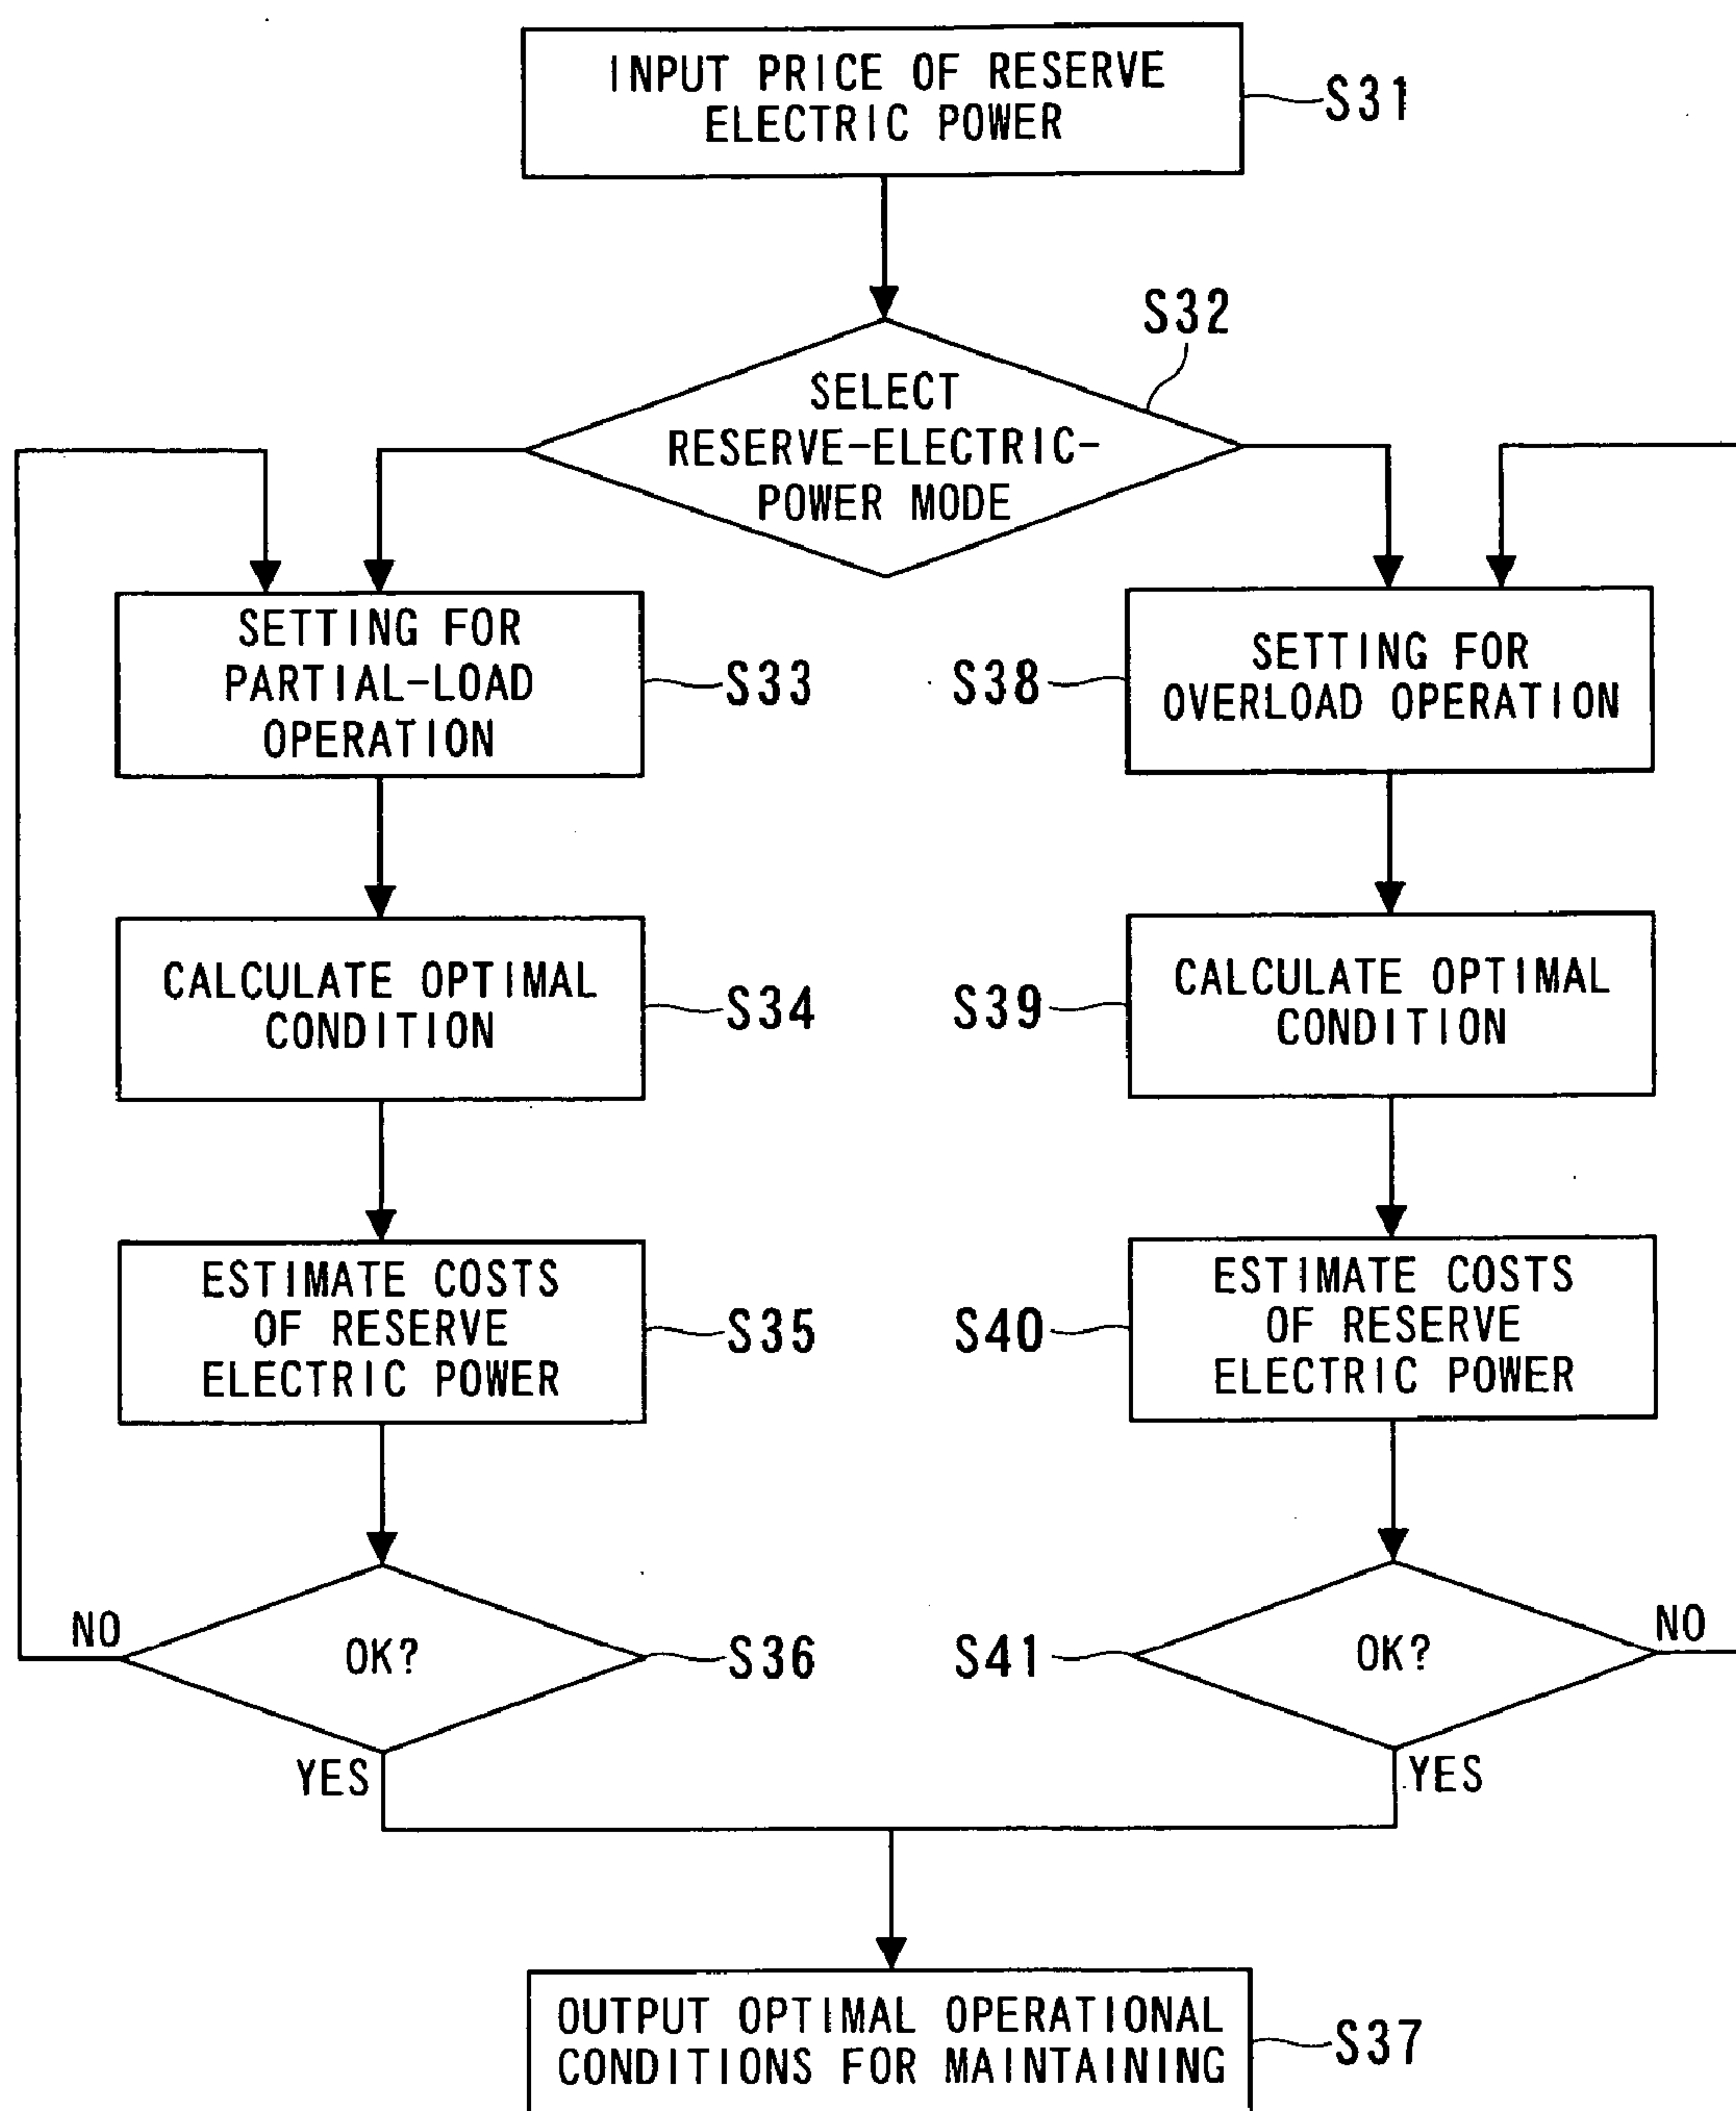 INPUT PRICE OF RESERVE
ELECTRIC POWER
S31
S32
SELECT
RESERVE-ELECTRIC-
POWER MODE
SETTING FOR
PARTIAL-LOAD
OPERATION
S33
S38
SETTING FOR
OVERLOAD OPERATION
CALCULATE OPTIMAL
CONDITION
S34
S39
CALCULATE OPTIMAL
CONDITION
ESTIMATE COSTS
OF RESERVE
ELECTRIC POWER
S35
S40
ESTIMATE COSTS
OF RESERVE
ELECTRIC POWER
NO
OK?
S36
YES
S41
OK?
NO
YES
OUTPUT OPTIMAL OPERATIONAL
CONDITIONS FOR MAINTAINING
S37